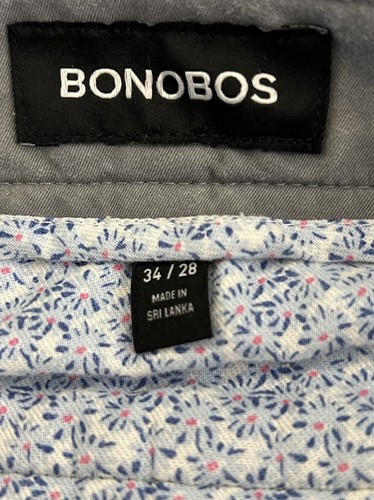 BONOBOS
34 / 28
MADE IN
SRI LANKA